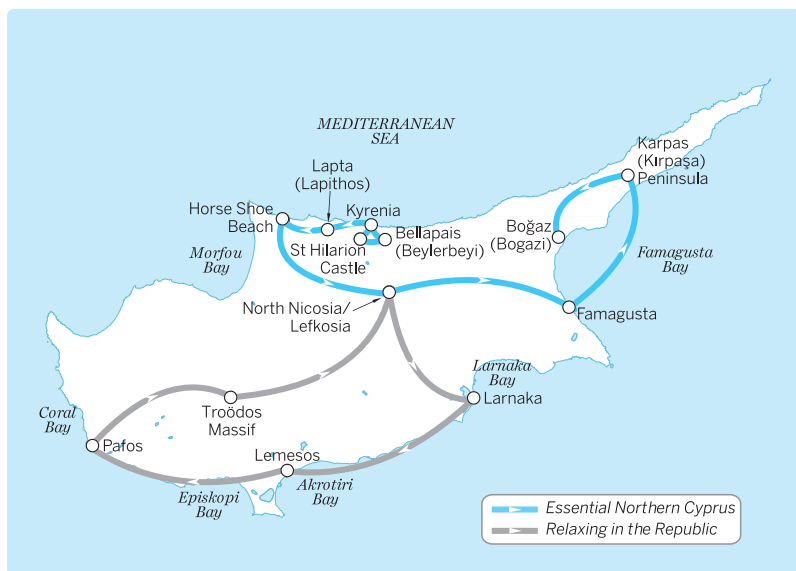 MEDITERRANEAN
SEA
Karpas
(Kırpaşa)
Peninsula
Lapta
(Lapithos)
Horse Shoe
Beach
Kyrenia
Boğaz
(Bogazi)
Bellapais
(Beylerbeyi)
St Hilarion
Castle
Morfou
Bay
Famagusta
Bay
North Nicosia/
Lefkosia
Famagusta
Larnaka
Bay
Larnaka
Troödos
Massif
Coral
Bay
Pafos
Lemesos
Episkopi
Bay
Akrotiri
Bay
Essential Northern Cyprus
Relaxing in the Republic